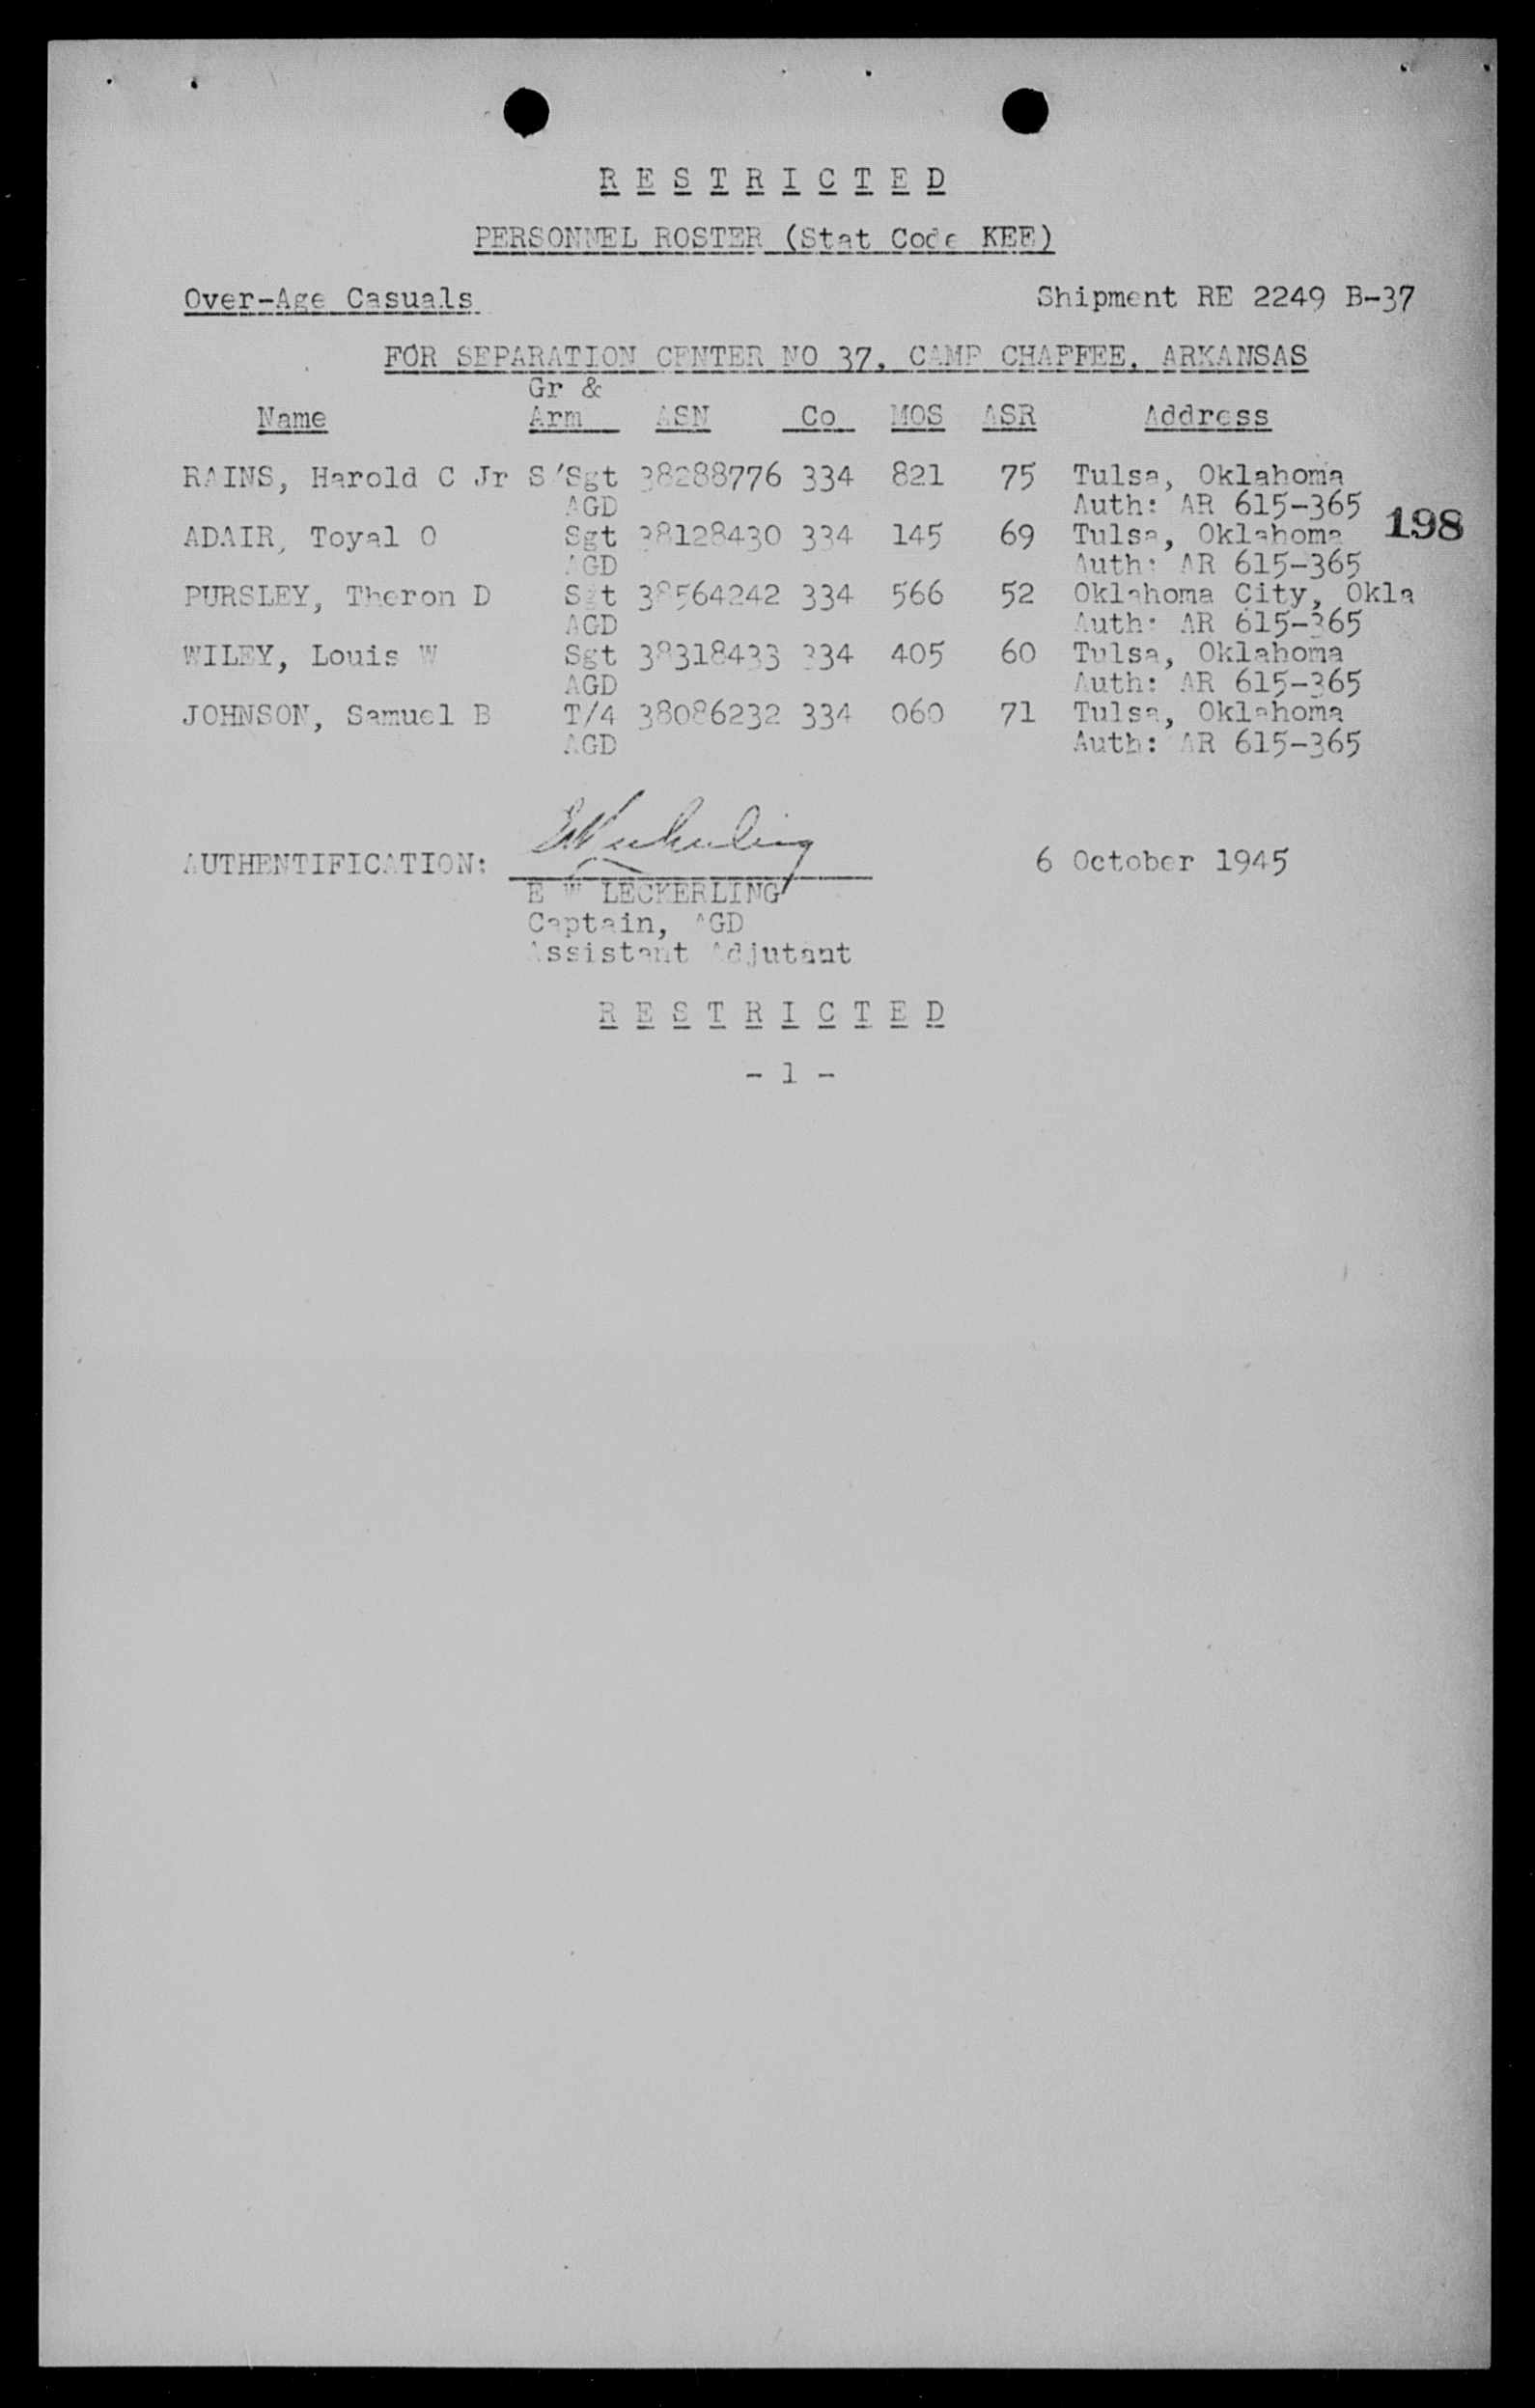 R E S T R I C T E D
PERSONNEL ROSTER (Stat Code KEE)
Over-Age Casuals Shipment RE 2249 B-37
FOR SEPARATION CENTER NO 37, CAMP CHAFFEE, ARKANSAS
Gr &
Name Arm ASN Co MOS ASR Address
RAINS, Harold C Jr S/Sgt 38288776 334 821 75 Tulsa, Oklahoma
AGD Auth: AR 615-365
198
ADAIR, Toyal O Sgt 38128430 334 145 69 Tulsa, Oklahoma
AGD Auth: AR 615-365
PURSLEY, Theron D Sgt 38564242 334 566 52 Oklahoma City, Okla
AGD Auth: AR 615-365
WILEY, Louis W Sgt 38318433 334 405 60 Tulsa, Oklahoma
AGD Auth: AR 615-365
JOHNSON, Samuel B T/4 38086232 334 060 71 Tulsa, Oklahoma
AGD Auth: AR 615-365
AUTHENTIFICATION: EWLeckerling 6 October 1945
E W LECKERLING
Captain, AGD
Assistant Adjutant
R E S T R I C T E D
- 1 -